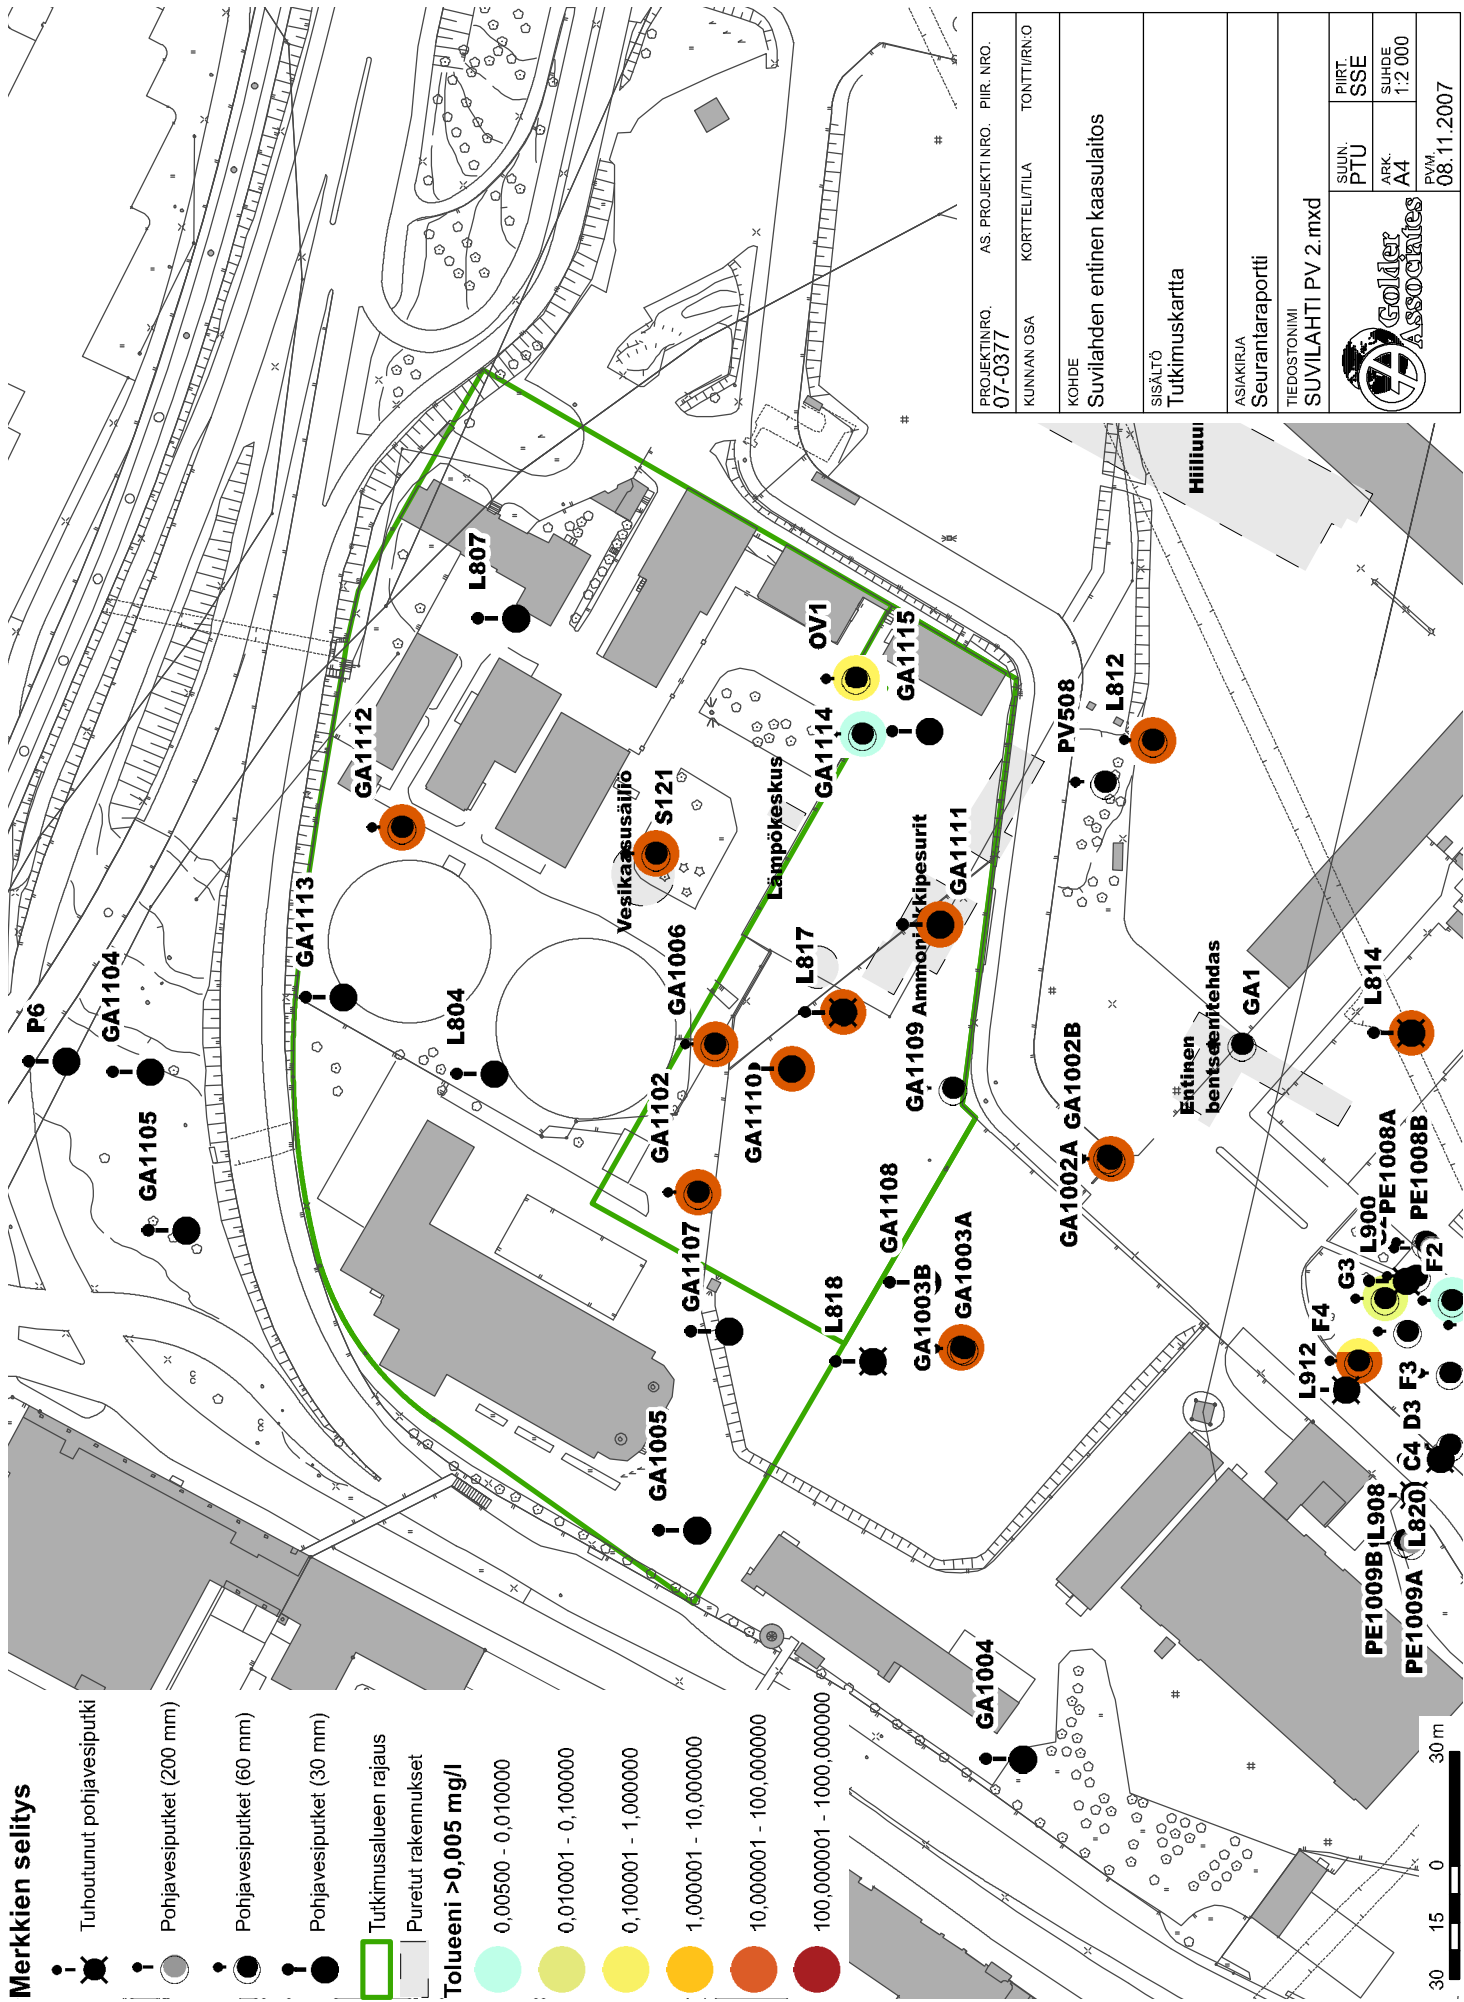 Merkkien selitys
Tuhoutunut pohjavesiputki
Pohjavesiputket (200 mm)
Pohjavesiputket (60 mm)
Pohjavesiputket (30 mm)
Tutkimusalueen rajaus
Puretut rakennukset
Tolueeni >0,005 mg/l
0,00500 - 0,010000
0,010001 - 0,100000
0,100001 - 1,000000
1,000001 - 10,000000
10,000001 - 100,000000
100,000001 - 1000,000000
P6
GA1104
GA1105
GA1113
L804
GA1112
L807
Vesikaasusäiliö
S121
GA1006
Lämpökeskus
GA1114
OV1
GA1115
L817
GA1102
GA1110
GA1109
GA1111
GA1107
GA1108
L818
GA1003B
GA1003A
GA1005
GA1004
GA1002A
GA1002B
PV508
L812
Entinen
bentseenitehdas
GA1
L814
L900
PE1008A
PE1008B
G3
F2
F4
L912
F3
D3
C4
L908
L820
PE1009B
PE1009A
30
15
0
30 m
PROJEKTINRO.
07-0377
AS. PROJEKTI NRO.
PIIR. NRO.
KUNNAN OSA
KORTTELI/TILA
TONTTI/RN:O
KOHDE
Suvilahden entinen kaasulaitos
SISÄLTÖ
Tutkimuskartta
ASIAKIRJA
Seurantaraportti
TIEDOSTONIMI
SUVILAHTI PV 2.mxd
Golder
Associates
SUUN.
PTU
PIIRT.
SSE
ARK.
A4
SUHDE
1:2 000
PVM.
08.11.2007